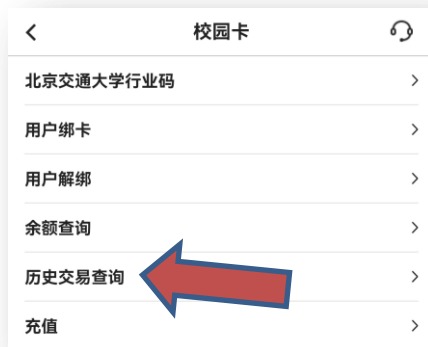 校园卡
北京交通大学行业码
用户绑卡
用户解绑
余额查询
历史交易查询
充值